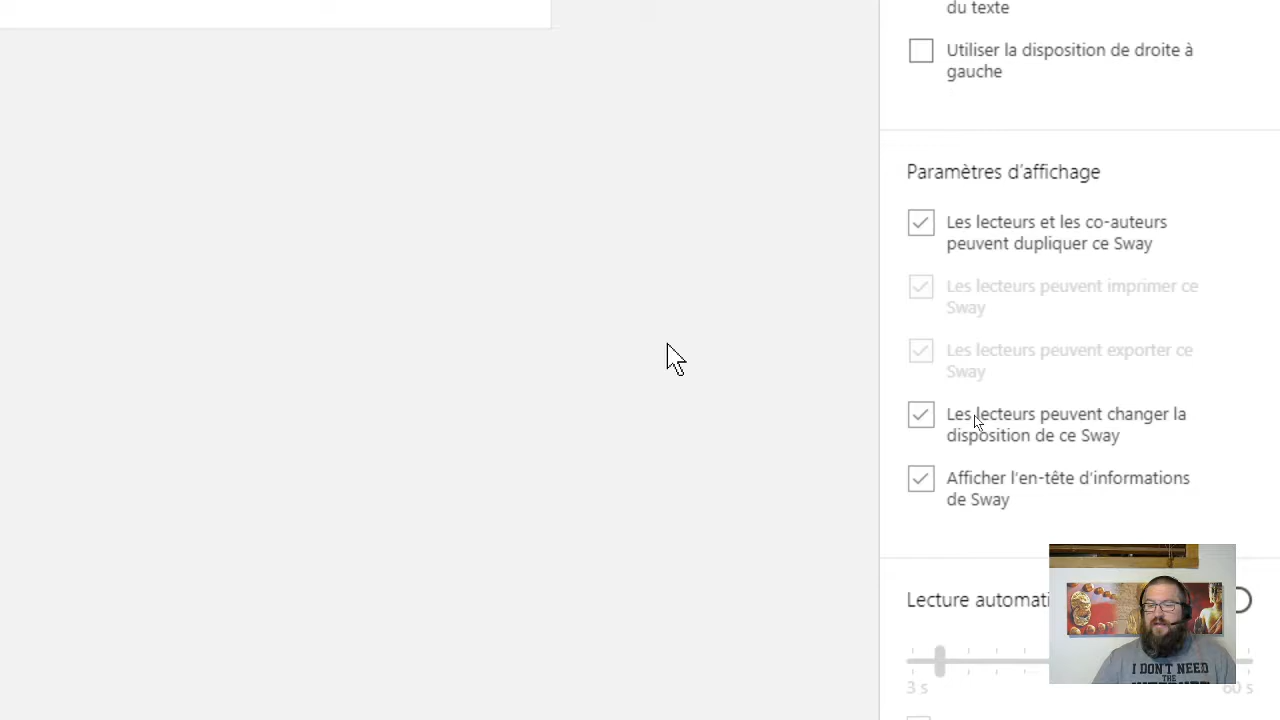 du texte
Utiliser la disposition de droite à
gauche
Paramètres d'affichage
Les lecteurs et les co-auteurs
peuvent dupliquer ce Sway
Les lecteurs peuvent imprimer ce
Sway
Les lecteurs peuvent exporter ce
Sway
Les lecteurs peuvent changer la
disposition de ce Sway
Afficher l'en-tête d'informations
de Sway
Lecture automati
3 s
60 s
I DON'T NEED
THE